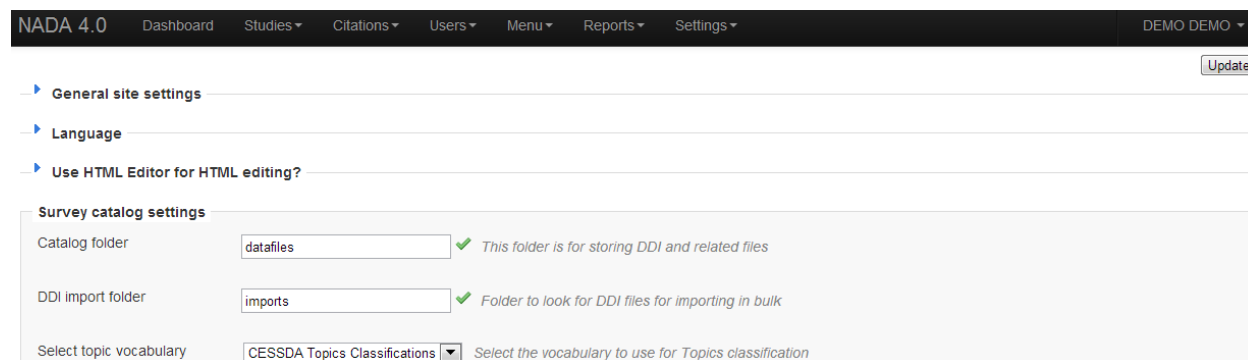 NADA 4.0 Dashboard Studies Citations Users Menu Reports Settings DEMO DEMO
Update
General site settings
Language
Use HTML Editor for HTML editing?
Survey catalog settings
Catalog folder datafiles This folder is for storing DDI and related files
DDI import folder imports Folder to look for DDI files for importing in bulk
Select topic vocabulary CESSDA Topics Classifications Select the vocabulary to use for Topics classification